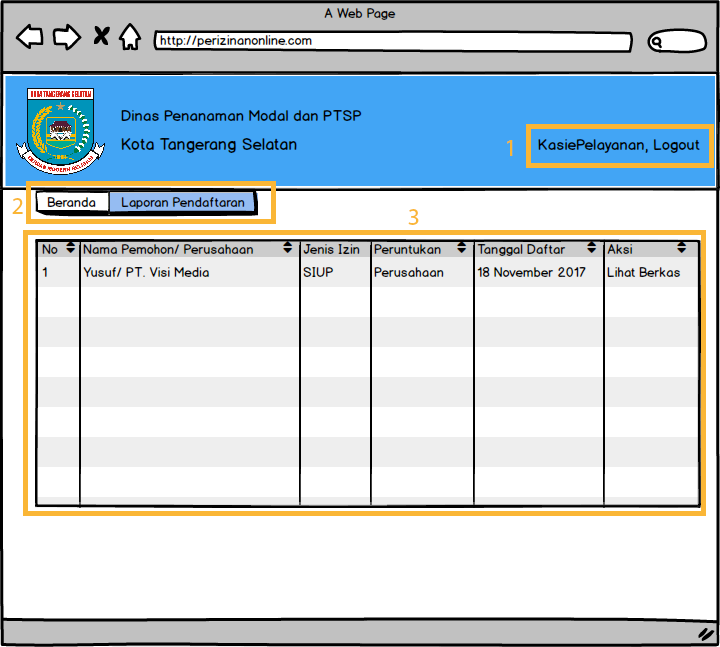 A Web Page
http://perizinanonline.com
KOTA TANGERANG SELATAN
Dinas Penanaman Modal dan PTSP
Kota Tangerang Selatan
1
KasiePelayanan, Logout
2
Beranda
Laporan Pendaftaran
3
No Nama Pemohon/ Perusahaan Jenis Izin Peruntukan Tanggal Daftar Aksi
1 Yusuf/ PT. Visi Media SIUP Perusahaan 18 November 2017 Lihat Berkas